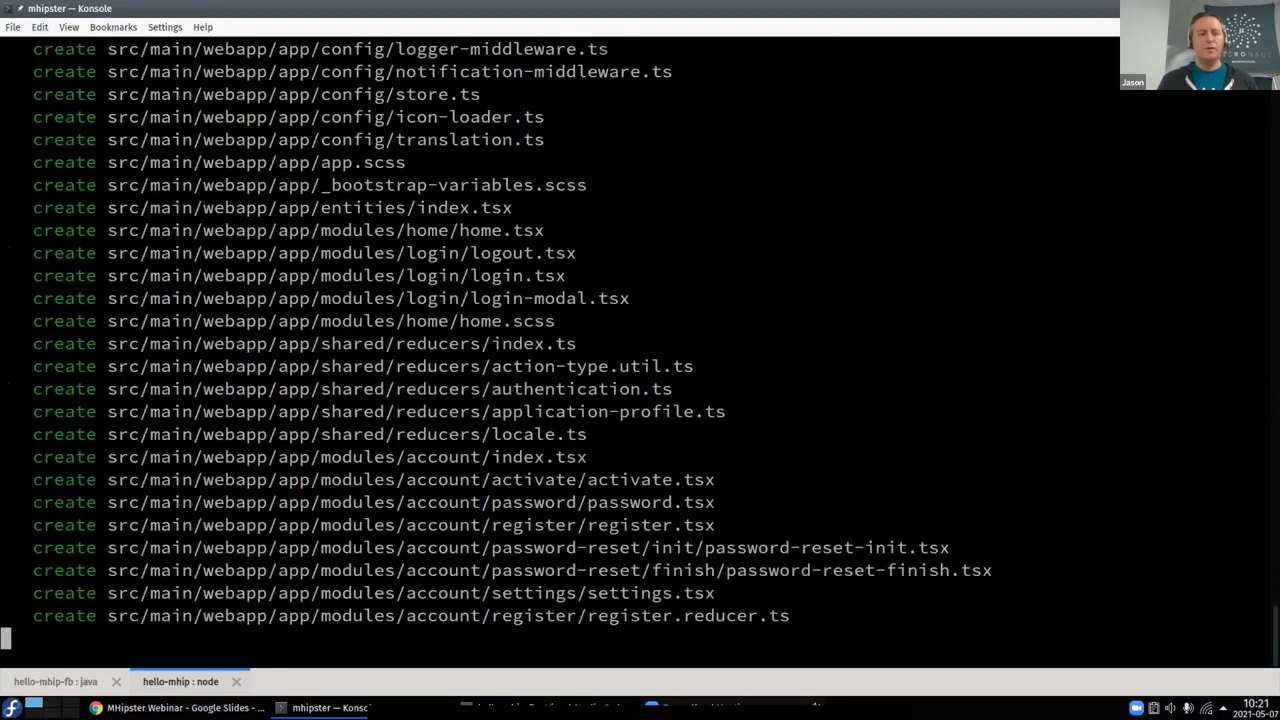 mhipster — Konsole
File Edit View Bookmarks Settings Help
create src/main/webapp/app/config/logger-middleware.ts
create src/main/webapp/app/config/notification-middleware.ts
create src/main/webapp/app/config/store.ts
create src/main/webapp/app/config/icon-loader.ts
create src/main/webapp/app/config/translation.ts
create src/main/webapp/app/app.scss
create src/main/webapp/app/_bootstrap-variables.scss
create src/main/webapp/app/entities/index.tsx
create src/main/webapp/app/modules/home/home.tsx
create src/main/webapp/app/modules/login/logout.tsx
create src/main/webapp/app/modules/login/login.tsx
create src/main/webapp/app/modules/login/login-modal.tsx
create src/main/webapp/app/modules/home/home.scss
create src/main/webapp/app/shared/reducers/index.ts
create src/main/webapp/app/shared/reducers/action-type.util.ts
create src/main/webapp/app/shared/reducers/authentication.ts
create src/main/webapp/app/shared/reducers/application-profile.ts
create src/main/webapp/app/shared/reducers/locale.ts
create src/main/webapp/app/modules/account/index.tsx
create src/main/webapp/app/modules/account/activate/activate.tsx
create src/main/webapp/app/modules/account/password/password.tsx
create src/main/webapp/app/modules/account/register/register.tsx
create src/main/webapp/app/modules/account/password-reset/init/password-reset-init.tsx
create src/main/webapp/app/modules/account/password-reset/finish/password-reset-finish.tsx
create src/main/webapp/app/modules/account/settings/settings.tsx
create src/main/webapp/app/modules/account/register/register.reducer.ts
Jason
hello-mhip-fb : java
hello-mhip : node
MHipster Webinar - Google Slides - ...
mhipster — Konsc
10:21
2021-05-07